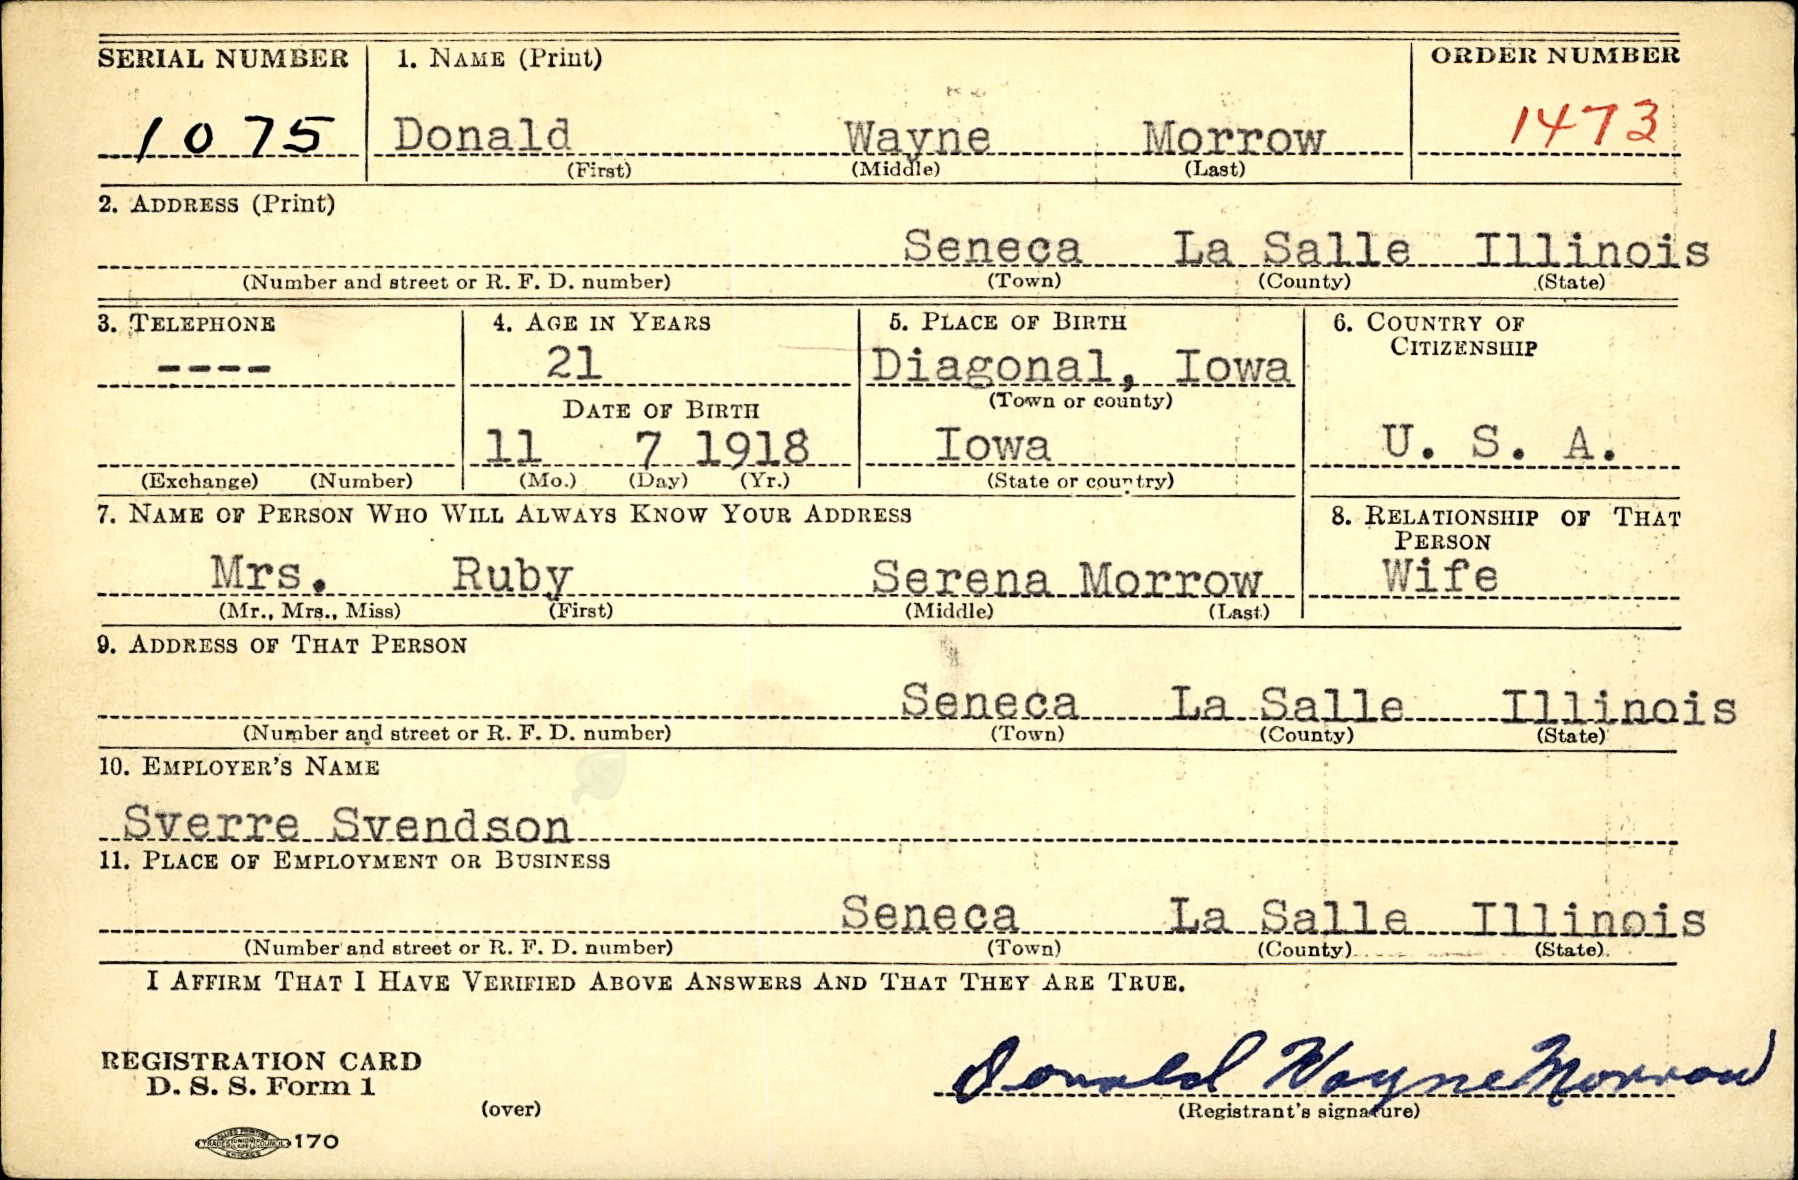 SERIAL NUMBER 1. NAME (Print) ORDER NUMBER
1075 Donald Wayne Morrow 1473
(First) (Middle) (Last)
2. ADDRESS (Print)
Seneca La Salle Illinois
(Number and street or R. F. D. number) (Town) (County) (State)
3. TELEPHONE 4. AGE IN YEARS 5. PLACE OF BIRTH 6. COUNTRY OF
CITIZENSHIP
---- 21 Diagonal, Iowa
(Town or county)
DATE OF BIRTH
11 7 1918 Iowa U. S. A.
(Exchange) (Number) (Mo.) (Day) (Yr.) (State or country)
7. NAME OF PERSON WHO WILL ALWAYS KNOW YOUR ADDRESS 8. RELATIONSHIP OF THAT
PERSON
Mrs. Ruby Serena Morrow Wife
(Mr., Mrs., Miss) (First) (Middle) (Last)
9. ADDRESS OF THAT PERSON
Seneca La Salle Illinois
(Number and street or R. F. D. number) (Town) (County) (State)
10. EMPLOYER'S NAME
Sverre Svendson
11. PLACE OF EMPLOYMENT OR BUSINESS
Seneca La Salle Illinois
(Number and street or R. F. D. number) (Town) (County) (State)
I AFFIRM THAT I HAVE VERIFIED ABOVE ANSWERS AND THAT THEY ARE TRUE.
REGISTRATION CARD
D. S. S. Form 1
Donald Wayne Morrow
(over) (Registrant's signature)
170